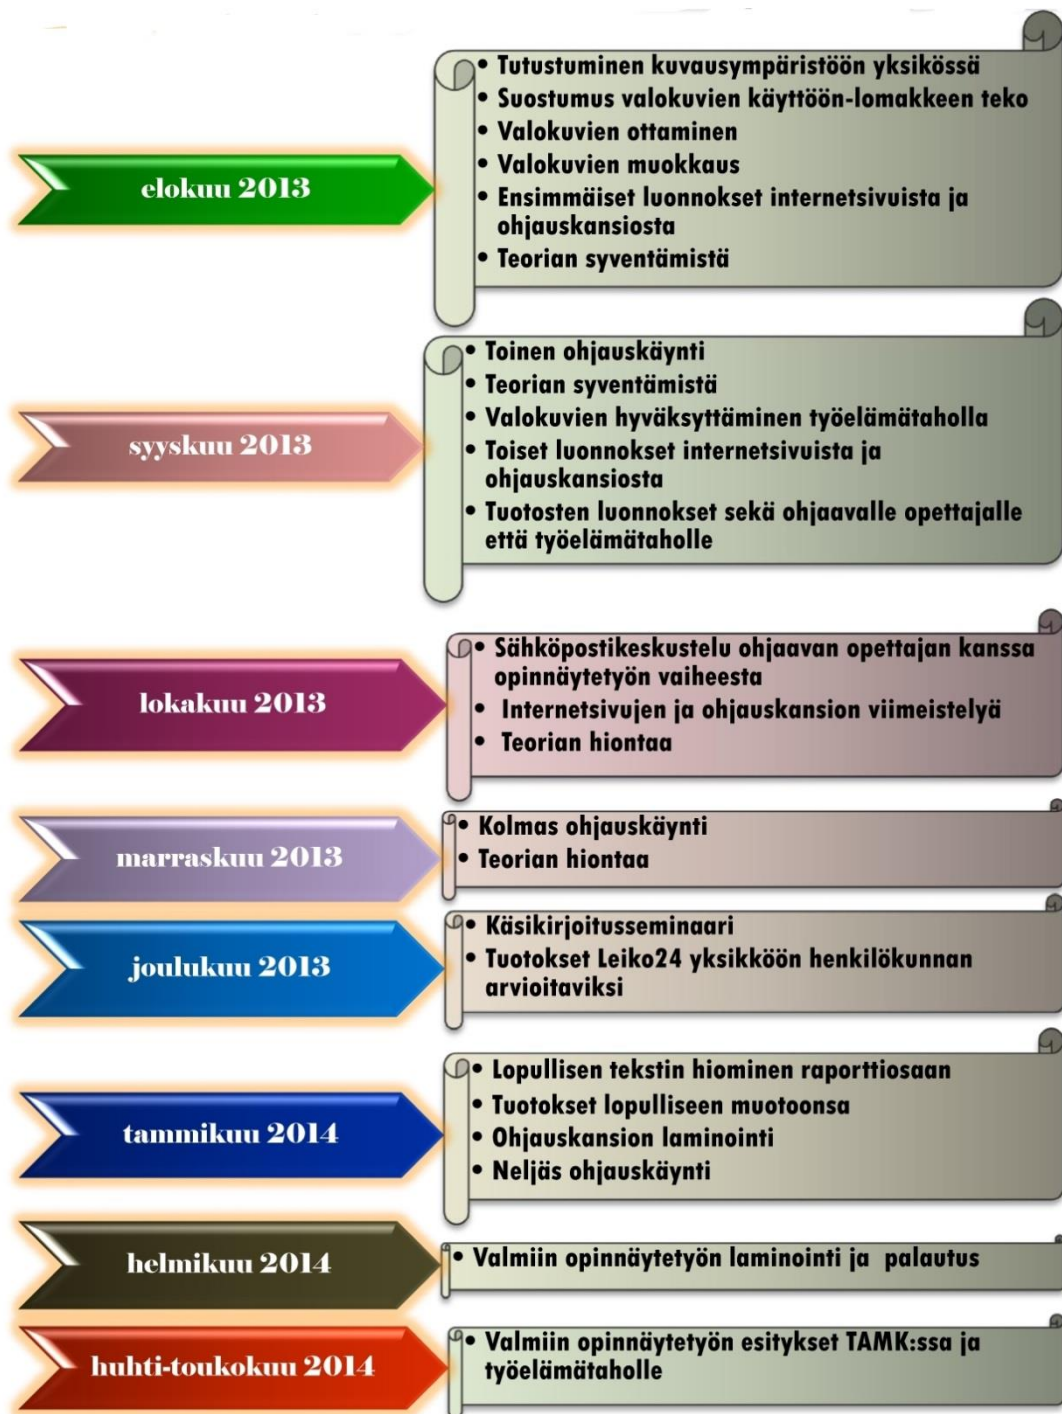 elokuu 2013
• Tutustuminen kuvausympäristöön yksikössä
• Suostumus valokuvien käyttöön-lomakkeen teko
• Valokuvien ottaminen
• Valokuvien muokkaus
• Ensimmäiset luonnokset internetsivuista ja
ohjauskansiosta
• Teorian syventämistä
syyskuu 2013
• Toinen ohjauskäynti
• Teorian syventämistä
• Valokuvien hyväksyttäminen työelämätaholla
• Toiset luonnokset internetsivuista ja
ohjauskansiosta
• Tuotosten luonnokset sekä ohjaavalle opettajalle
että työelämätaholle
lokakuu 2013
• Sähköpostikeskustelu ohjaavan opettajan kanssa
opinnäytetyön vaiheesta
• Internetsivujen ja ohjauskansion viimeistelyä
• Teorian hiontaa
marraskuu 2013
• Kolmas ohjauskäynti
• Teorian hiontaa
joulukuu 2013
• Käsikirjoitusseminaari
• Tuotokset Leiko24 yksikköön henkilökunnan
arvioitaviksi
tammikuu 2014
• Lopullisen tekstin hiominen raporttiosaan
• Tuotokset lopulliseen muotoonsa
• Ohjauskansion laminointi
• Neljäs ohjauskäynti
helmikuu 2014
• Valmiin opinnäytetyön laminointi ja palautus
huhti-toukokuu 2014
• Valmiin opinnäytetyön esitykset TAMK:ssa ja
työelämätaholle